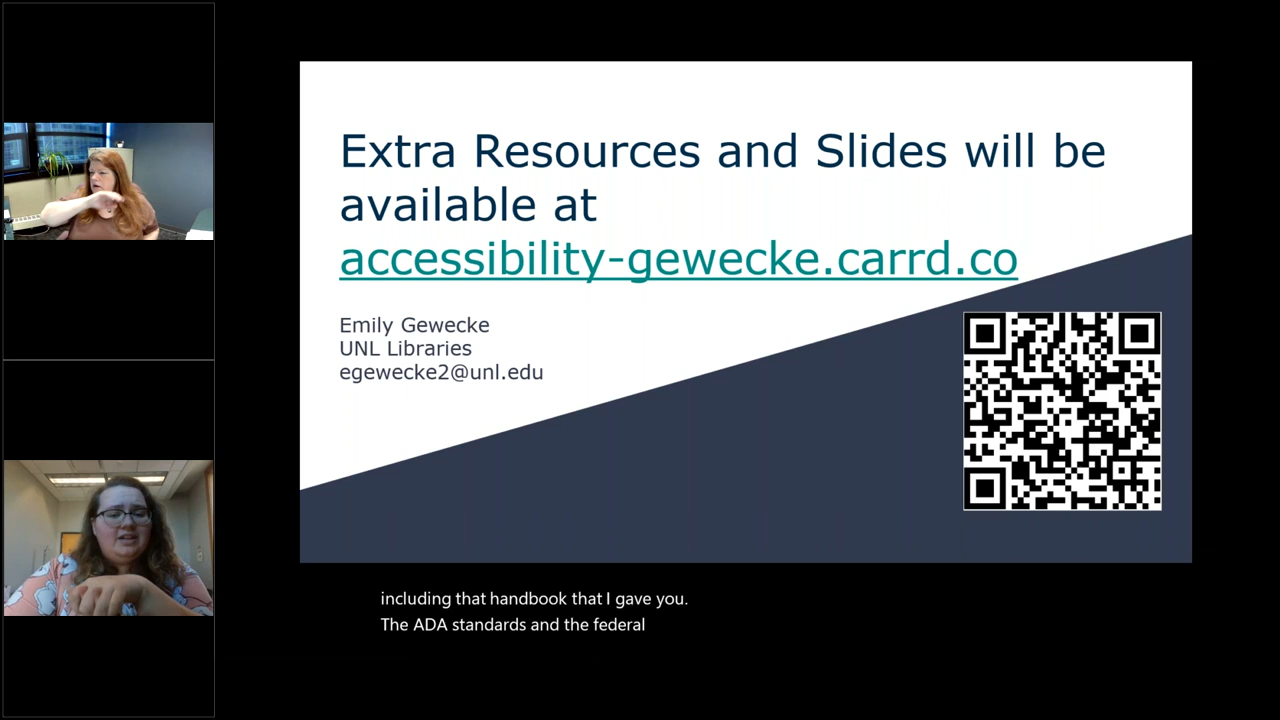 Extra Resources and Slides will be
available at
accessibility-gewecke.carrd.co
Emily Gewecke
UNL Libraries
egewecke2@unl.edu
including that handbook that I gave you.
The ADA standards and the federal